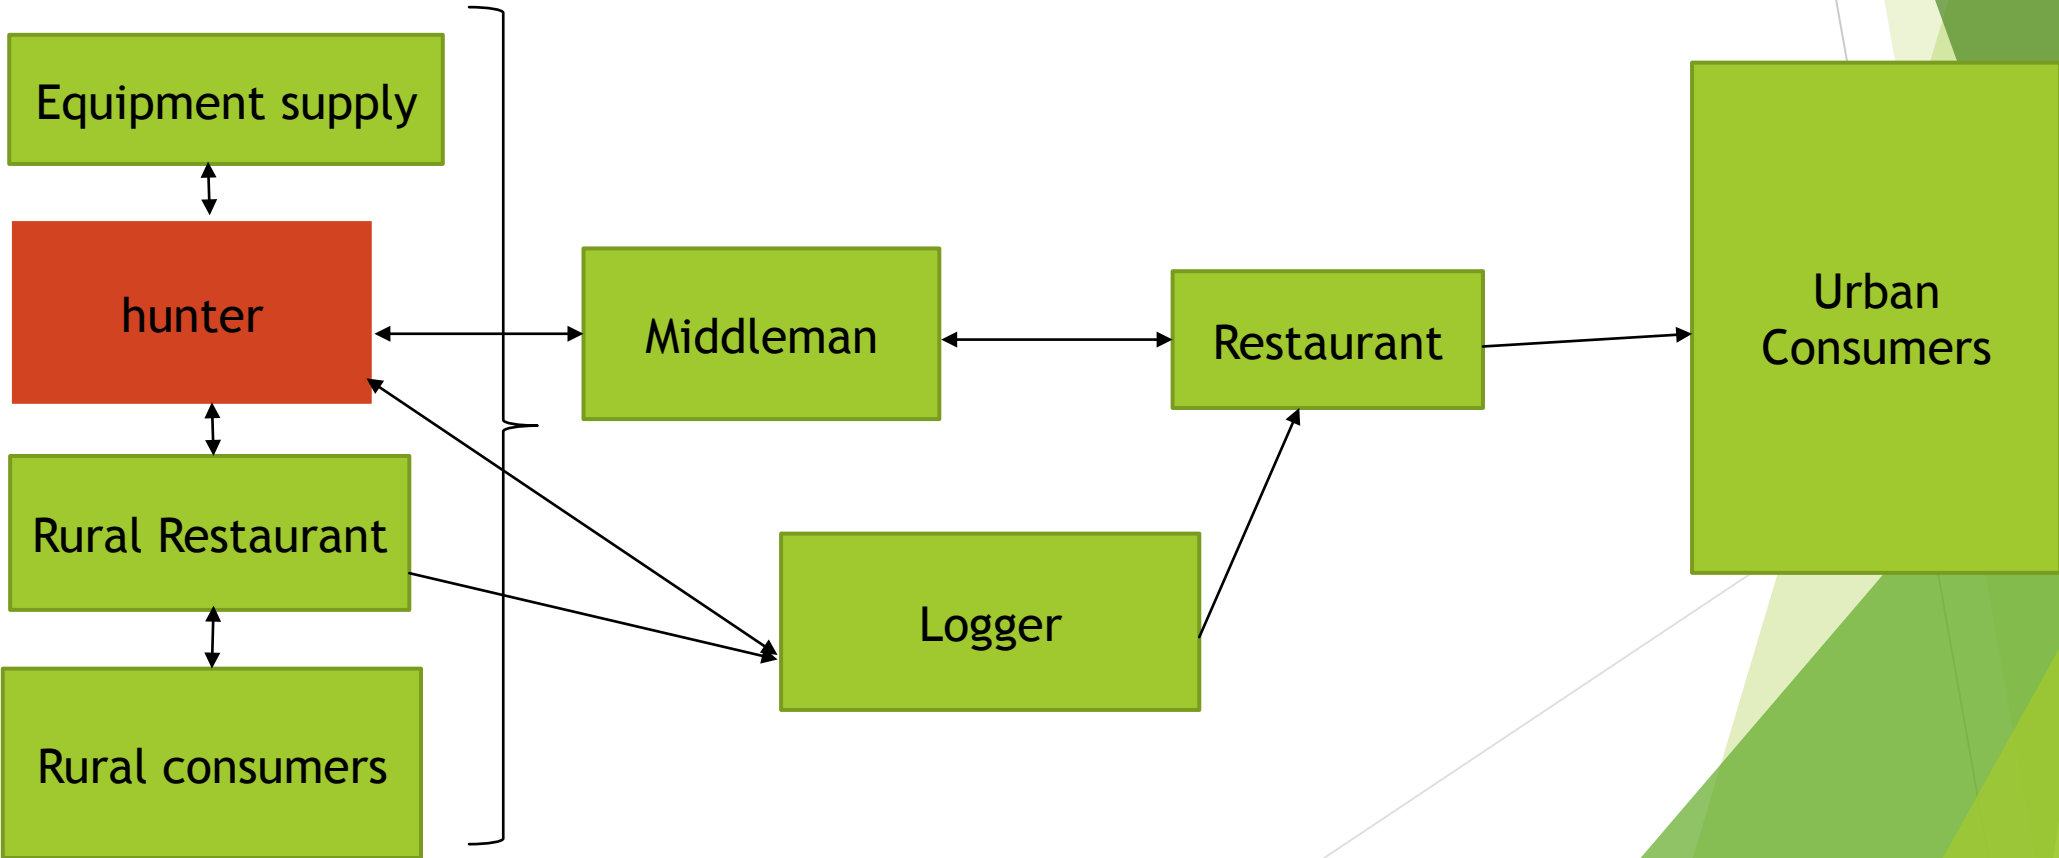 Equipment supply
hunter
Rural Restaurant
Rural consumers
Middleman
Logger
Restaurant
Urban
Consumers